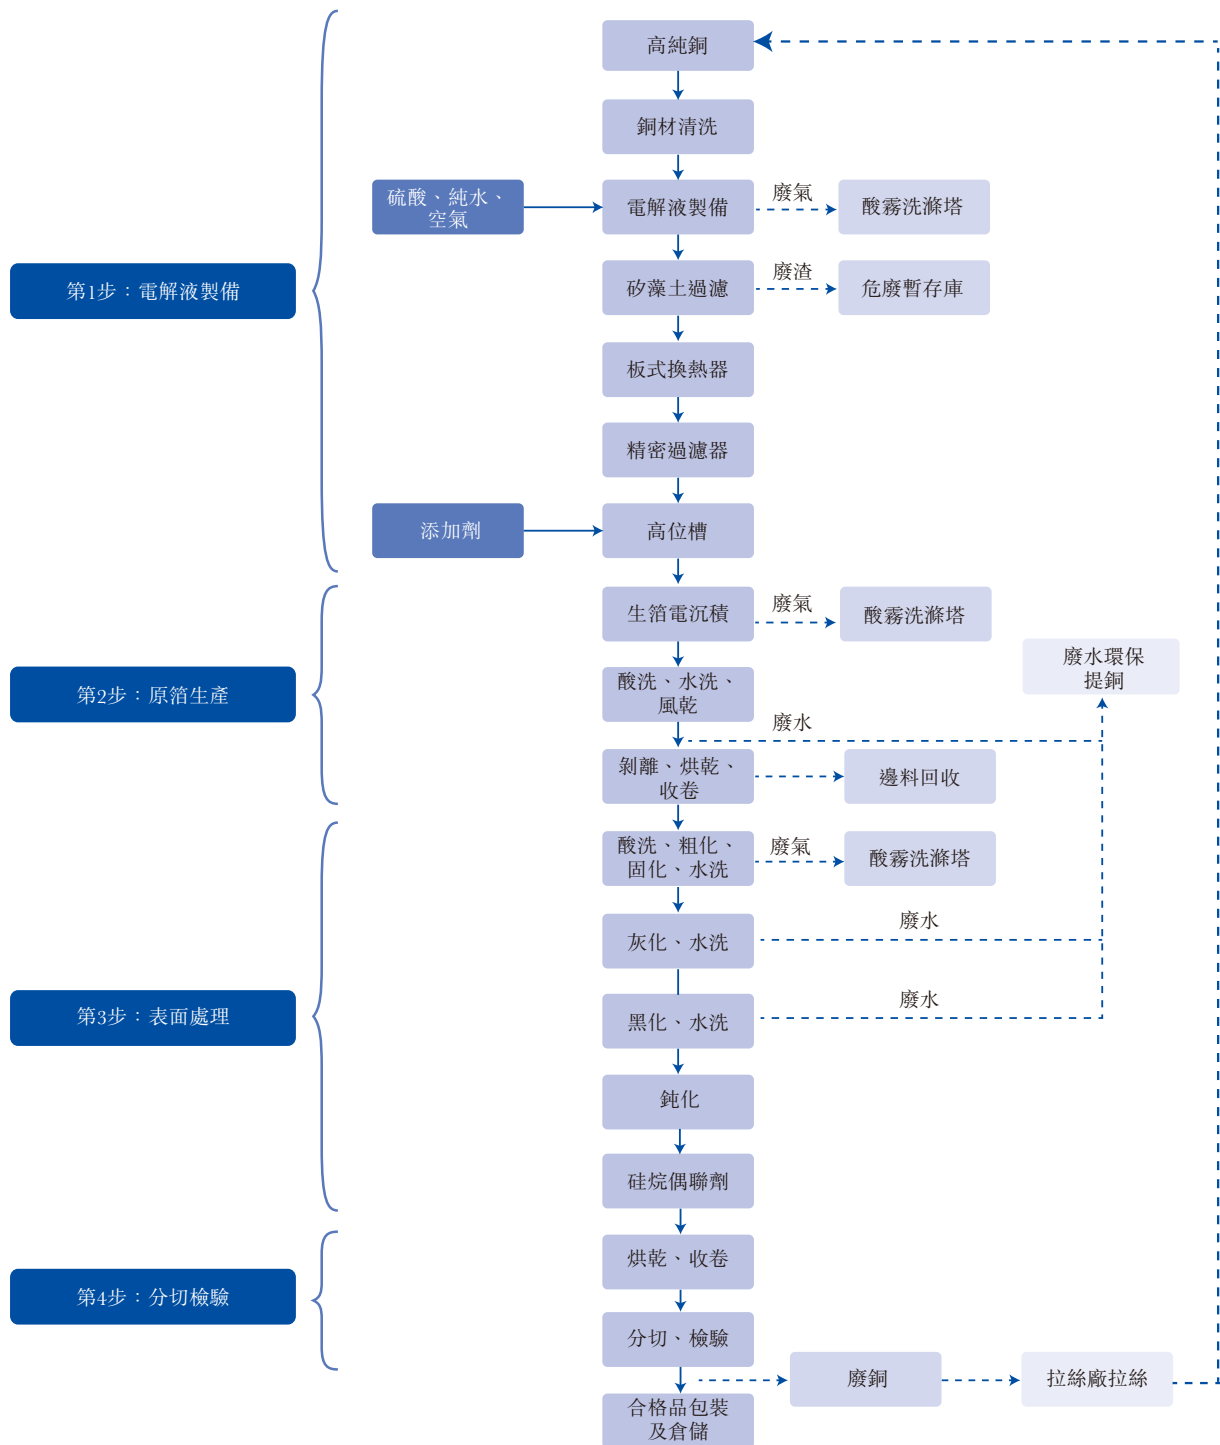 高純銅
銅材清洗
硫酸、純水、
空氣
電解液製備
廢氣
酸霧洗滌塔
第1步：電解液製備
矽藻土過濾
廢渣
危廢暫存庫
板式換熱器
精密過濾器
添加劑
高位槽
生箔電沉積
廢氣
酸霧洗滌塔
廢水環保
提銅
第2步：原箔生產
酸洗、水洗、
風乾
廢水
剝離、烘乾、
收卷
邊料回收
酸洗、粗化、
固化、水洗
廢氣
酸霧洗滌塔
灰化、水洗
廢水
第3步：表面處理
黑化、水洗
廢水
鈍化
硅烷偶聯劑
烘乾、收卷
第4步：分切檢驗
分切、檢驗
廢銅
拉絲廠拉絲
合格品包裝
及倉儲